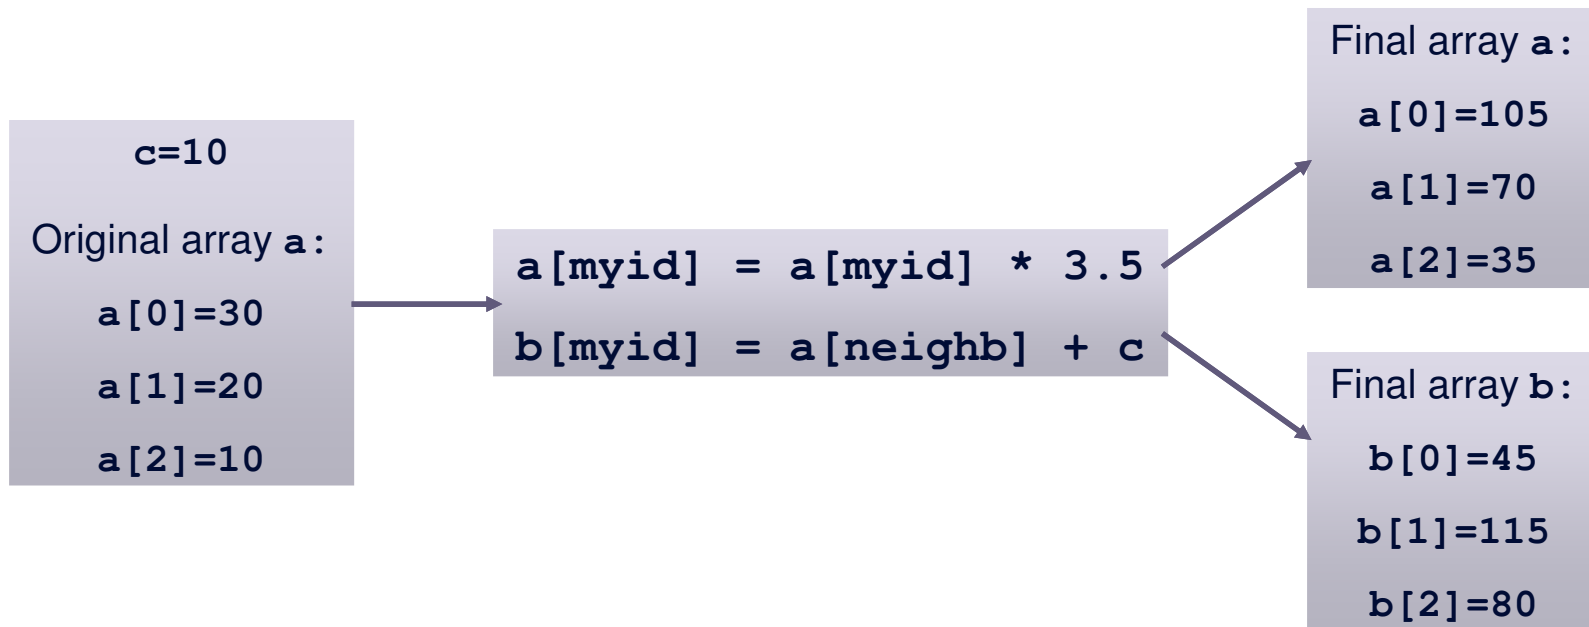 c=10
Original array a:
a[0]=30
a[1]=20
a[2]=10
a[myid] = a[myid] * 3.5
b[myid] = a[neighb] + c
Final array a:
a[0]=105
a[1]=70
a[2]=35
Final array b:
b[0]=45
b[1]=115
b[2]=80